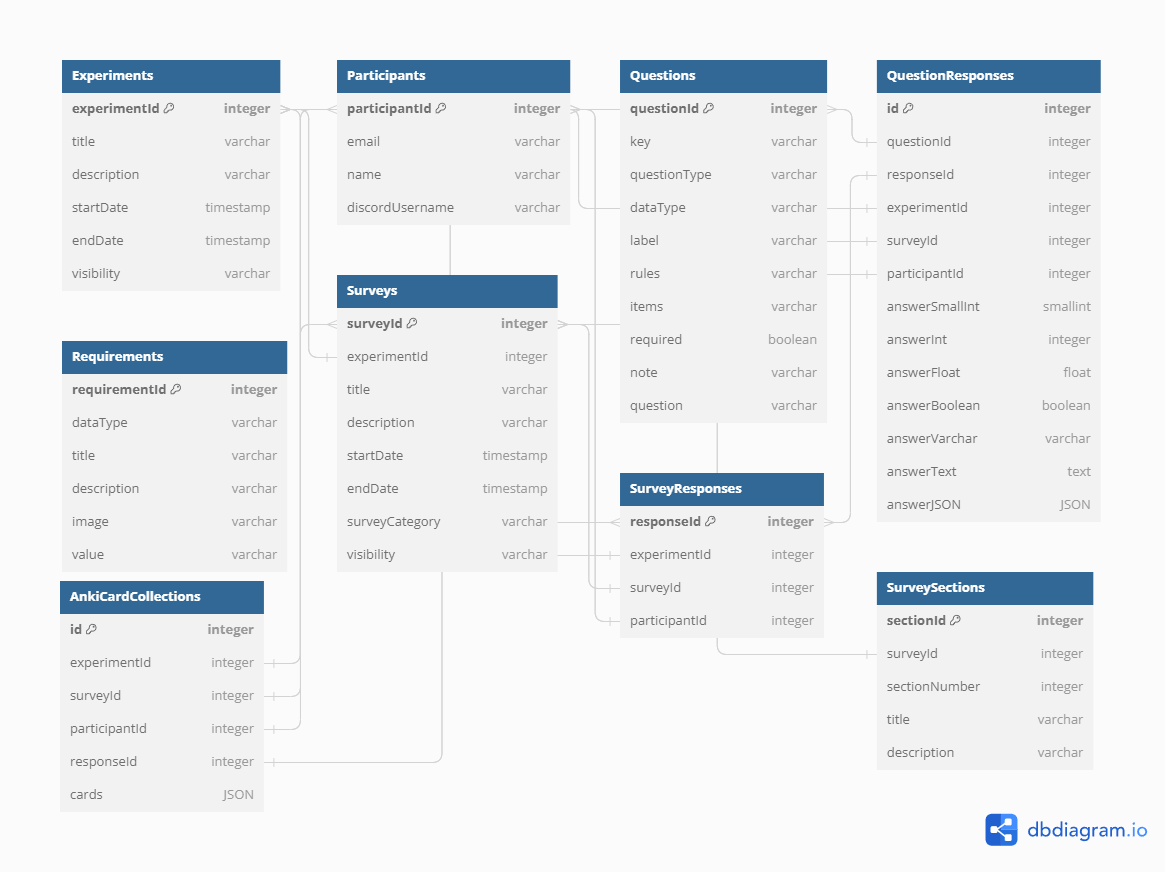 Experiments
experimentId integer
title varchar
description varchar
startDate timestamp
endDate timestamp
visibility varchar
Participants
participantId integer
email varchar
name varchar
discordUsername varchar
Questions
questionId integer
key varchar
questionType varchar
dataType varchar
label varchar
rules varchar
items varchar
required boolean
note varchar
question varchar
QuestionResponses
id integer
questionId integer
responseId integer
experimentId integer
surveyId integer
participantId integer
answerSmallInt smallint
answerInt integer
answerFloat float
answerBoolean boolean
answerVarchar varchar
answerText text
answerJSON JSON
Surveys
surveyId integer
experimentId integer
title varchar
description varchar
startDate timestamp
endDate timestamp
surveyCategory varchar
visibility varchar
Requirements
requirementId integer
dataType varchar
title varchar
description varchar
image varchar
value varchar
SurveyResponses
responseId integer
experimentId integer
surveyId integer
participantId integer
AnkiCardCollections
id integer
experimentId integer
surveyId integer
participantId integer
responseId integer
cards JSON
SurveySections
sectionId integer
surveyId integer
sectionNumber integer
title varchar
description varchar
dbdiagram.io